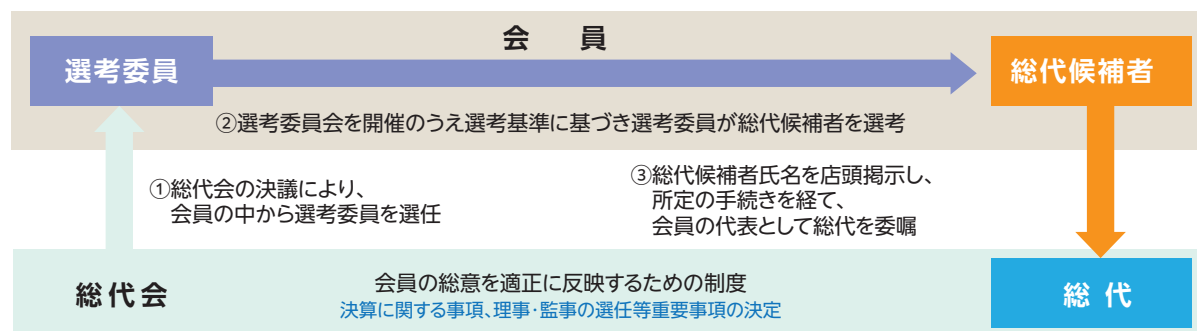 会 員
選考委員
総代候補者
②選考委員会を開催のうえ選考基準に基づき選考委員が総代候補者を選考
①総代会の決議により、
会員の中から選考委員を選任
③総代候補者氏名を店頭掲示し、
所定の手続きを経て、
会員の代表として総代を委嘱
総代会
会員の総意を適正に反映するための制度
決算に関する事項、理事・監事の選任等重要事項の決定
総 代